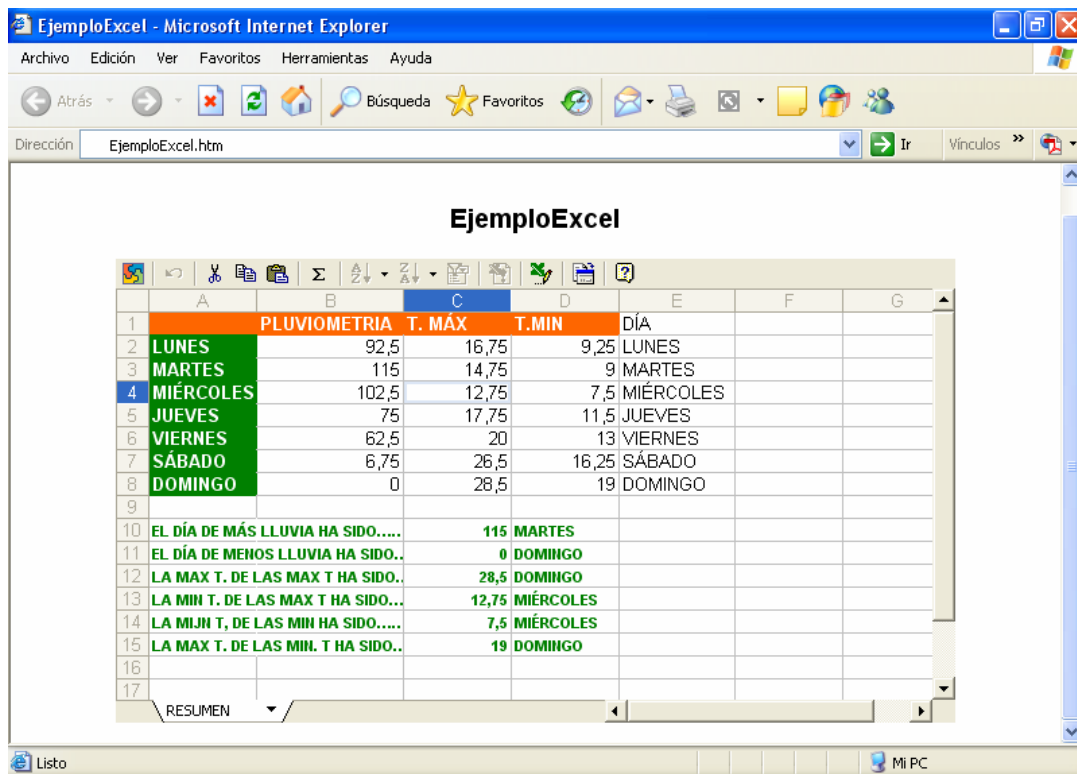 EjemploExcel - Microsoft Internet Explorer
Archivo Edición Ver Favoritos Herramientas Ayuda
Atrás Búsqueda Favoritos
Dirección EjemploExcel.htm Ir Vínculos »
EjemploExcel
Σ A Z Z A ?
A B C D E F G
1 PLUVIOMETRIA T. MÁX T.MIN DÍA
2 LUNES 92,5 16,75 9,25 LUNES
3 MARTES 115 14,75 9 MARTES
4 MIÉRCOLES 102,5 12,75 7,5 MIÉRCOLES
5 JUEVES 75 17,75 11,5 JUEVES
6 VIERNES 62,5 20 13 VIERNES
7 SÁBADO 6,75 26,5 16,25 SÁBADO
8 DOMINGO 0 28,5 19 DOMINGO
9
10 EL DÍA DE MÁS LLUVIA HA SIDO..... 115 MARTES
11 EL DÍA DE MENOS LLUVIA HA SIDO.. 0 DOMINGO
12 LA MAX T. DE LAS MAX T HA SIDO.. 28,5 DOMINGO
13 LA MIN T. DE LAS MAX T HA SIDO... 12,75 MIÉRCOLES
14 LA MIJN T, DE LAS MIN HA SIDO..... 7,5 MIÉRCOLES
15 LA MAX T. DE LAS MIN. T HA SIDO.. 19 DOMINGO
16
17
RESUMEN
Listo Mi PC